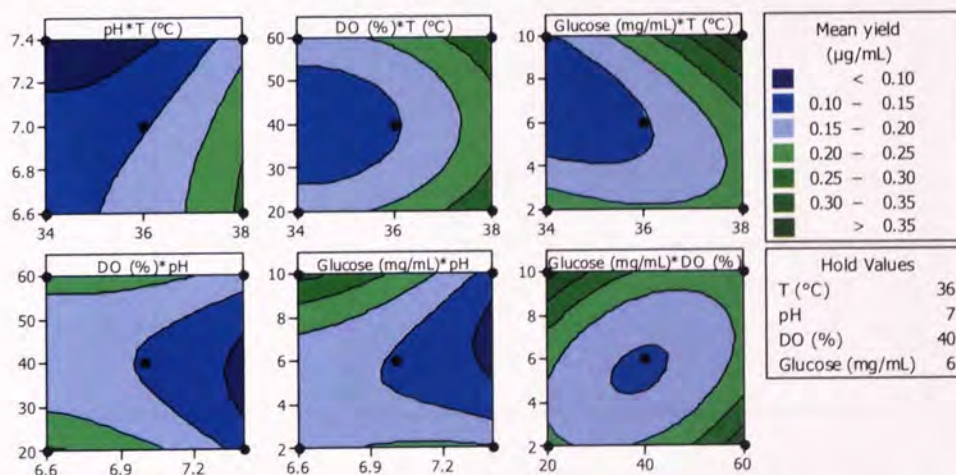 pH*T (ºC)
7.4
7.2
7.0
6.8
6.6
34 36 38
DO (%)*T (ºC)
60
50
40
30
20
34 36 38
Glucose (mg/mL)*T (ºC)
10
8
6
4
2
34 36 38
Mean yield
(µg/mL)
< 0.10
0.10 – 0.15
0.15 – 0.20
0.20 – 0.25
0.25 – 0.30
0.30 – 0.35
> 0.35
DO (%)*pH
60
50
40
30
20
6.6 6.9 7.2
Glucose (mg/mL)*pH
10
8
6
4
2
6.6 6.9 7.2
Glucose (mg/mL)*DO (%)
10
8
6
4
2
20 40 60
Hold Values
T (ºC) 36
pH 7
DO (%) 40
Glucose (mg/mL) 6